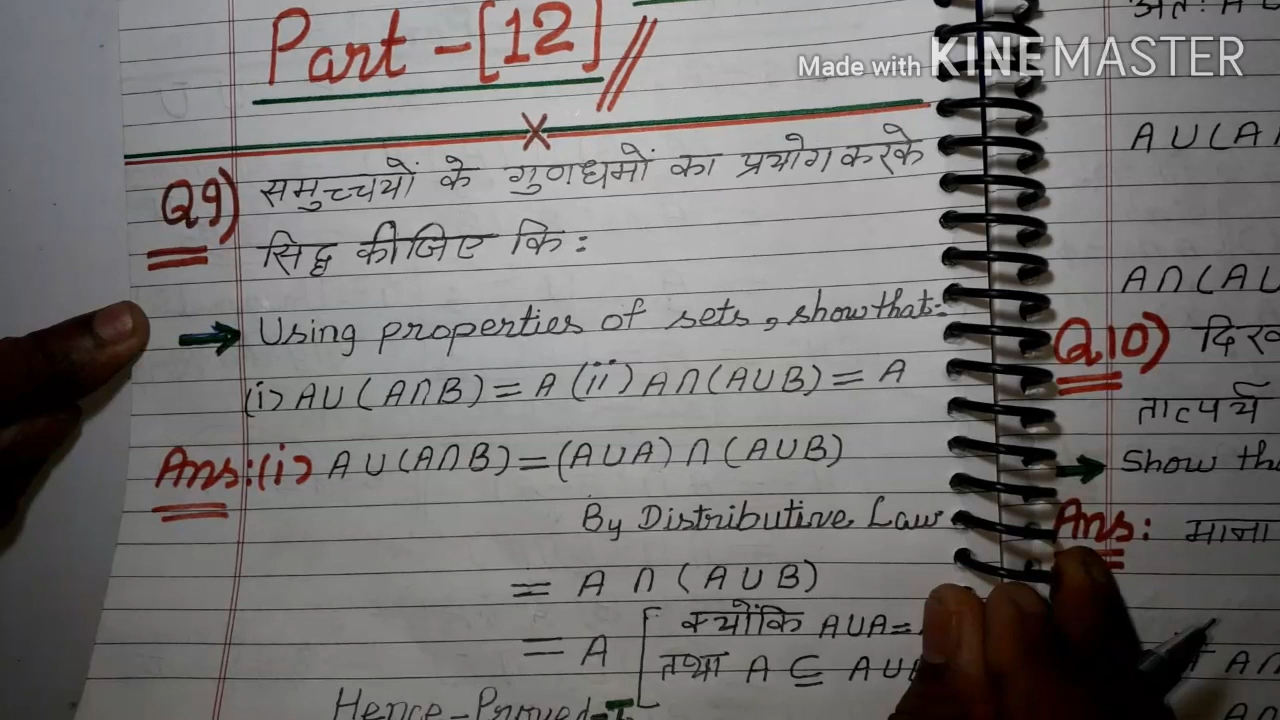 Part-[12]
Made with KINEMASTER
Q9) समुच्चयों के गुणधर्मो का प्रयोग करके
सिद्ध कीजिए कि:
→ Using properties of sets, show that:-
(i) A∪(A∩B)=A (ii) A∩(A∪B)=A
Ans:(i) A∪(A∩B)=(A∪A)∩(A∪B)
By Distributive Law
= A ∩ (A∪B)
= A [क्योंकि A∪A=
तथा A ⊆ A∪
Hence-Proved-I
A∪(A
A∩(A∪
Q10)
तात्पर्य
→ Show
Ans: माना